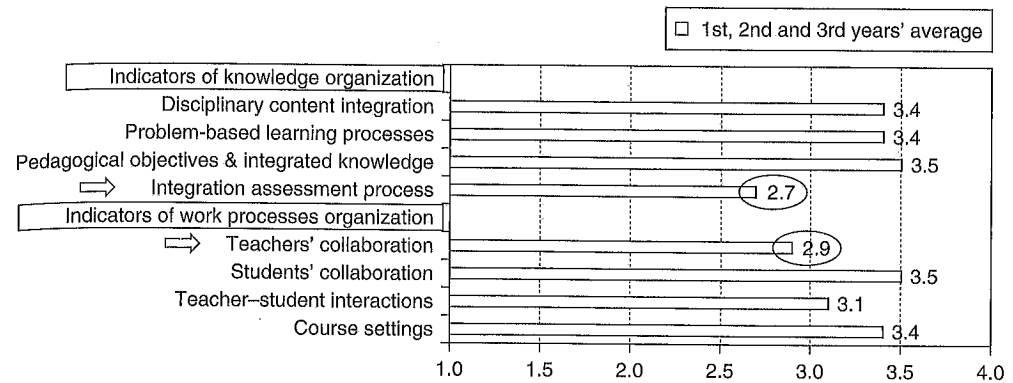 1st, 2nd and 3rd years' average
Indicators of knowledge organization
Disciplinary content integration 3.4
Problem-based learning processes 3.4
Pedagogical objectives & integrated knowledge 3.5
Integration assessment process 2.7
Indicators of work processes organization
Teachers' collaboration 2.9
Students' collaboration 3.5
Teacher–student interactions 3.1
Course settings 3.4
1.0 1.5 2.0 2.5 3.0 3.5 4.0